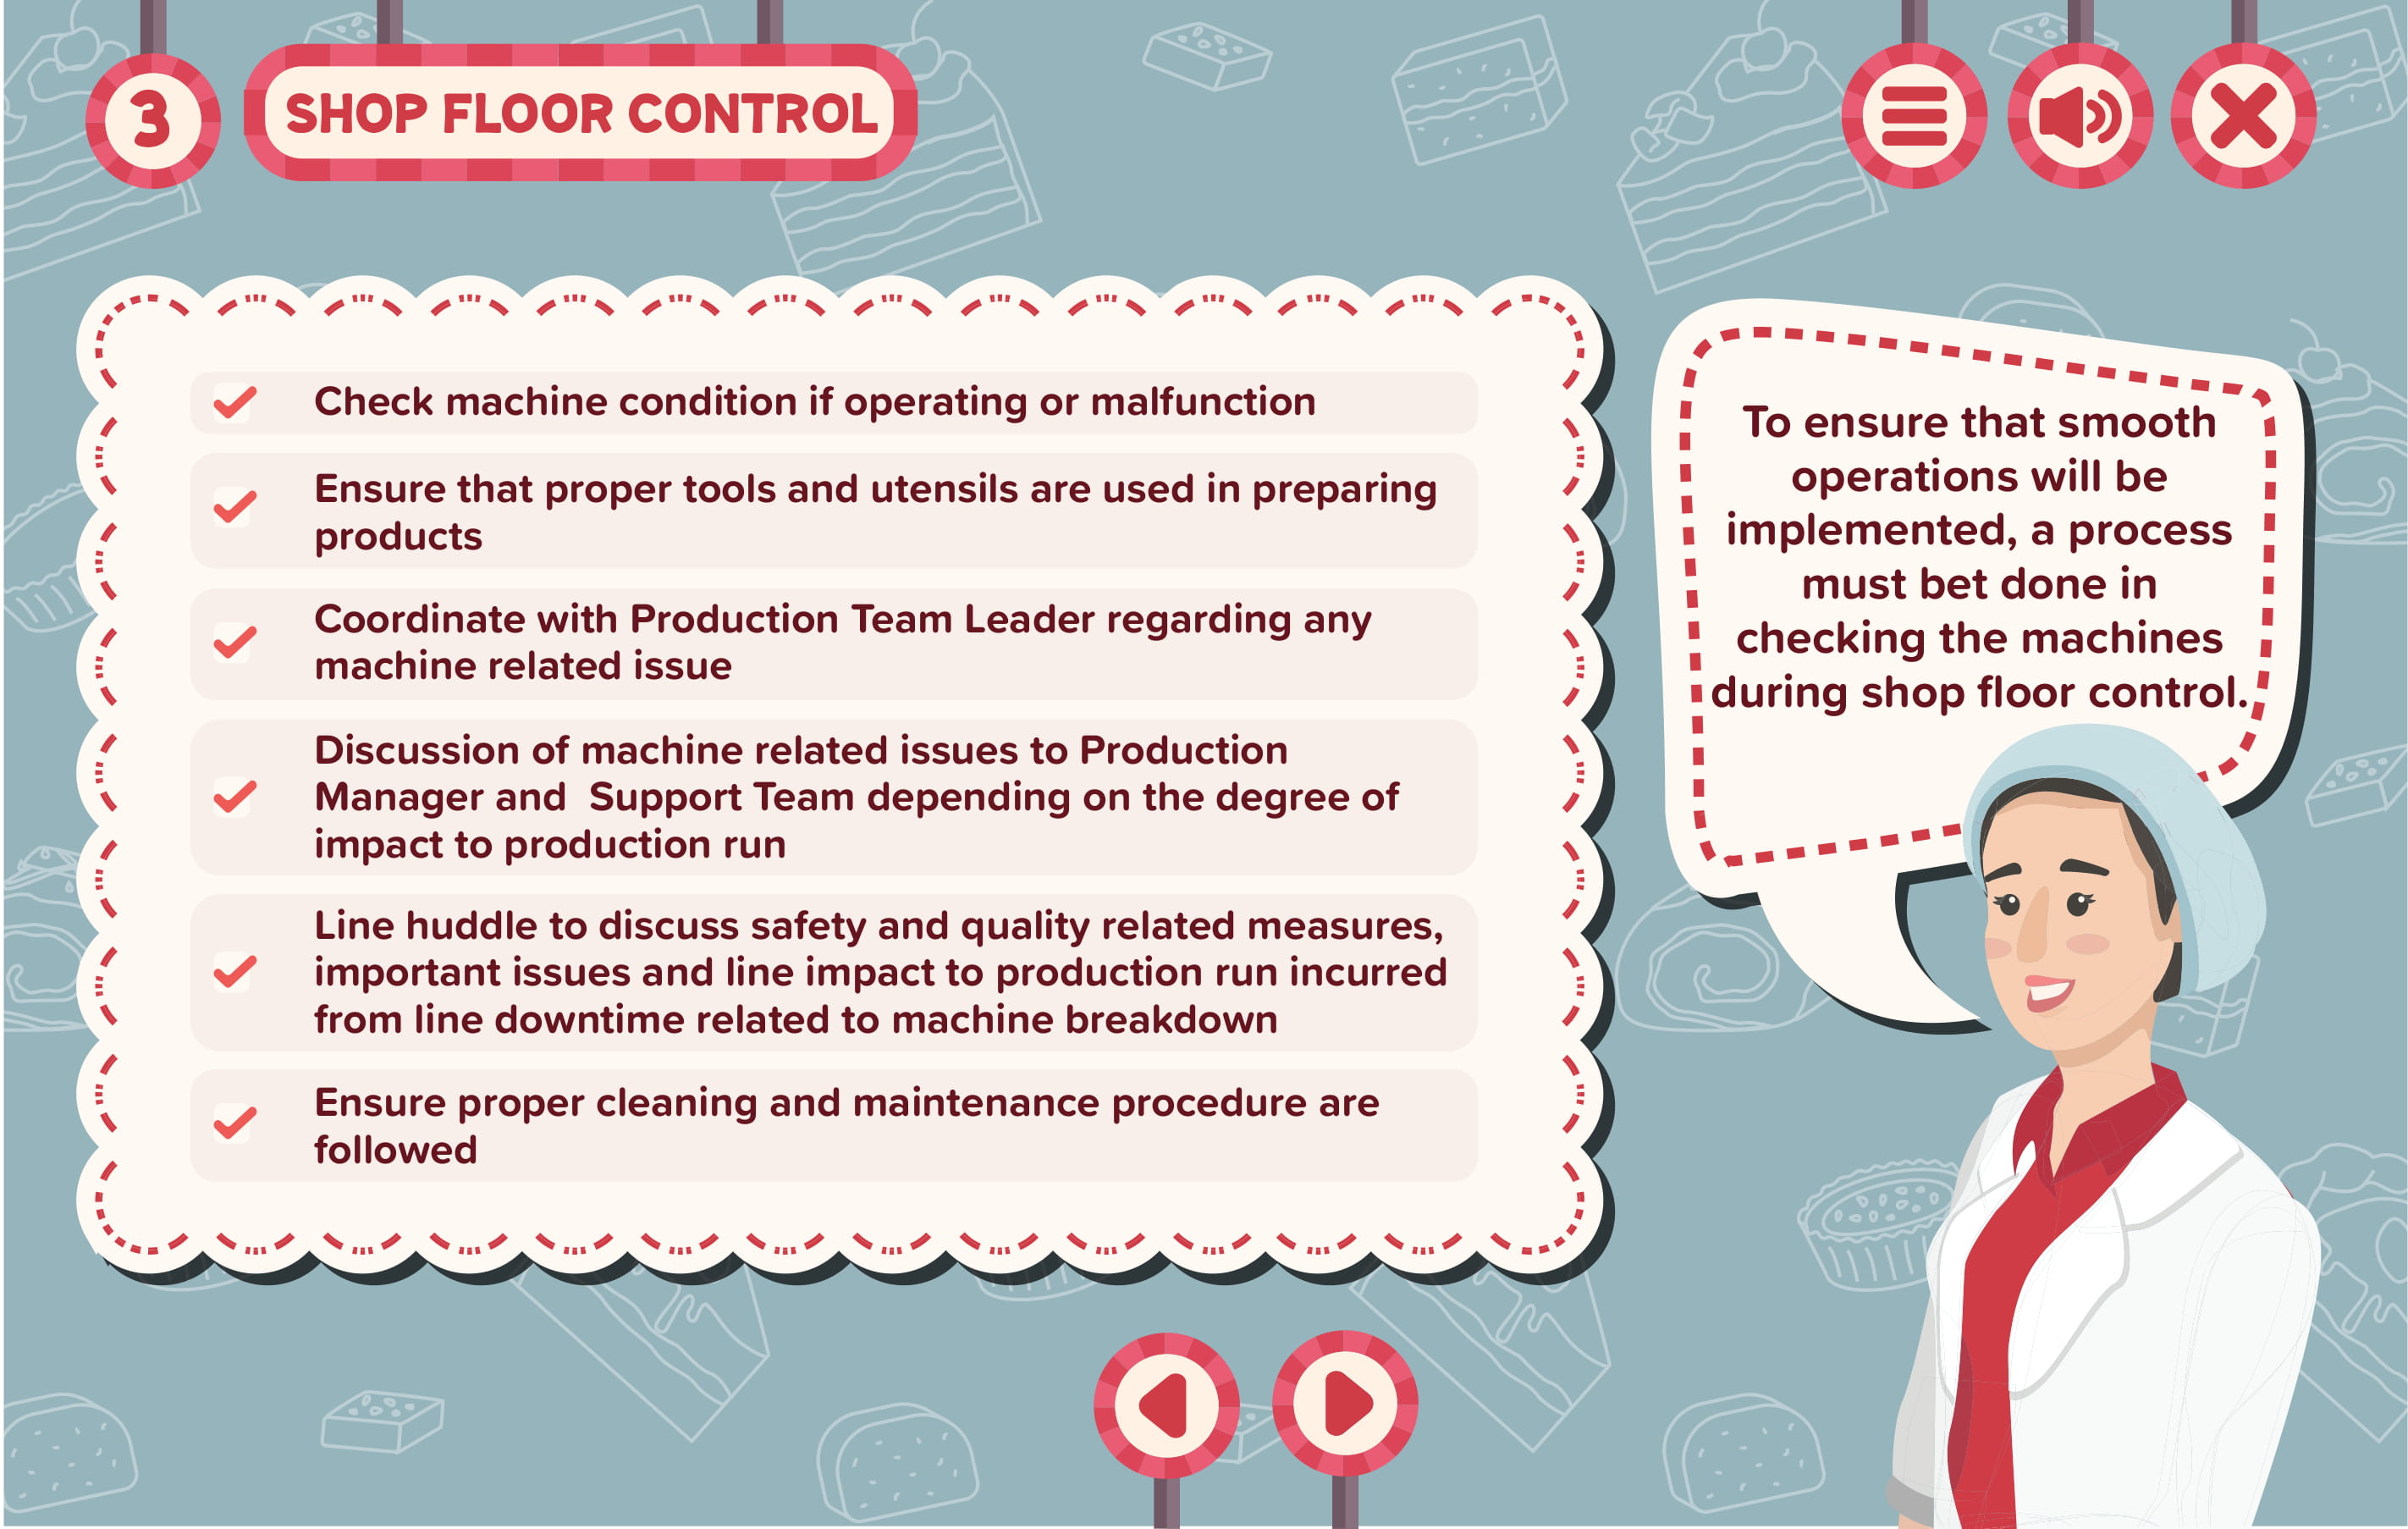 3
SHOP FLOOR CONTROL
Check machine condition if operating or malfunction
Ensure that proper tools and utensils are used in preparing
products
Coordinate with Production Team Leader regarding any
machine related issue
Discussion of machine related issues to Production
Manager and  Support Team depending on the degree of
impact to production run
Line huddle to discuss safety and quality related measures,
important issues and line impact to production run incurred
from line downtime related to machine breakdown
Ensure proper cleaning and maintenance procedure are
followed
To ensure that smooth
operations will be
implemented, a process
must bet done in
checking the machines
during shop floor control.